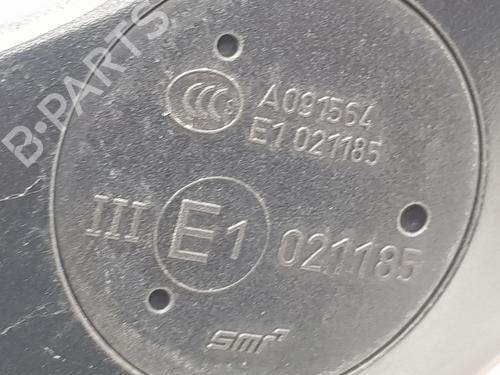 B-PARTS
CCC S
A091564
E1 021185
III E1 021185
smr